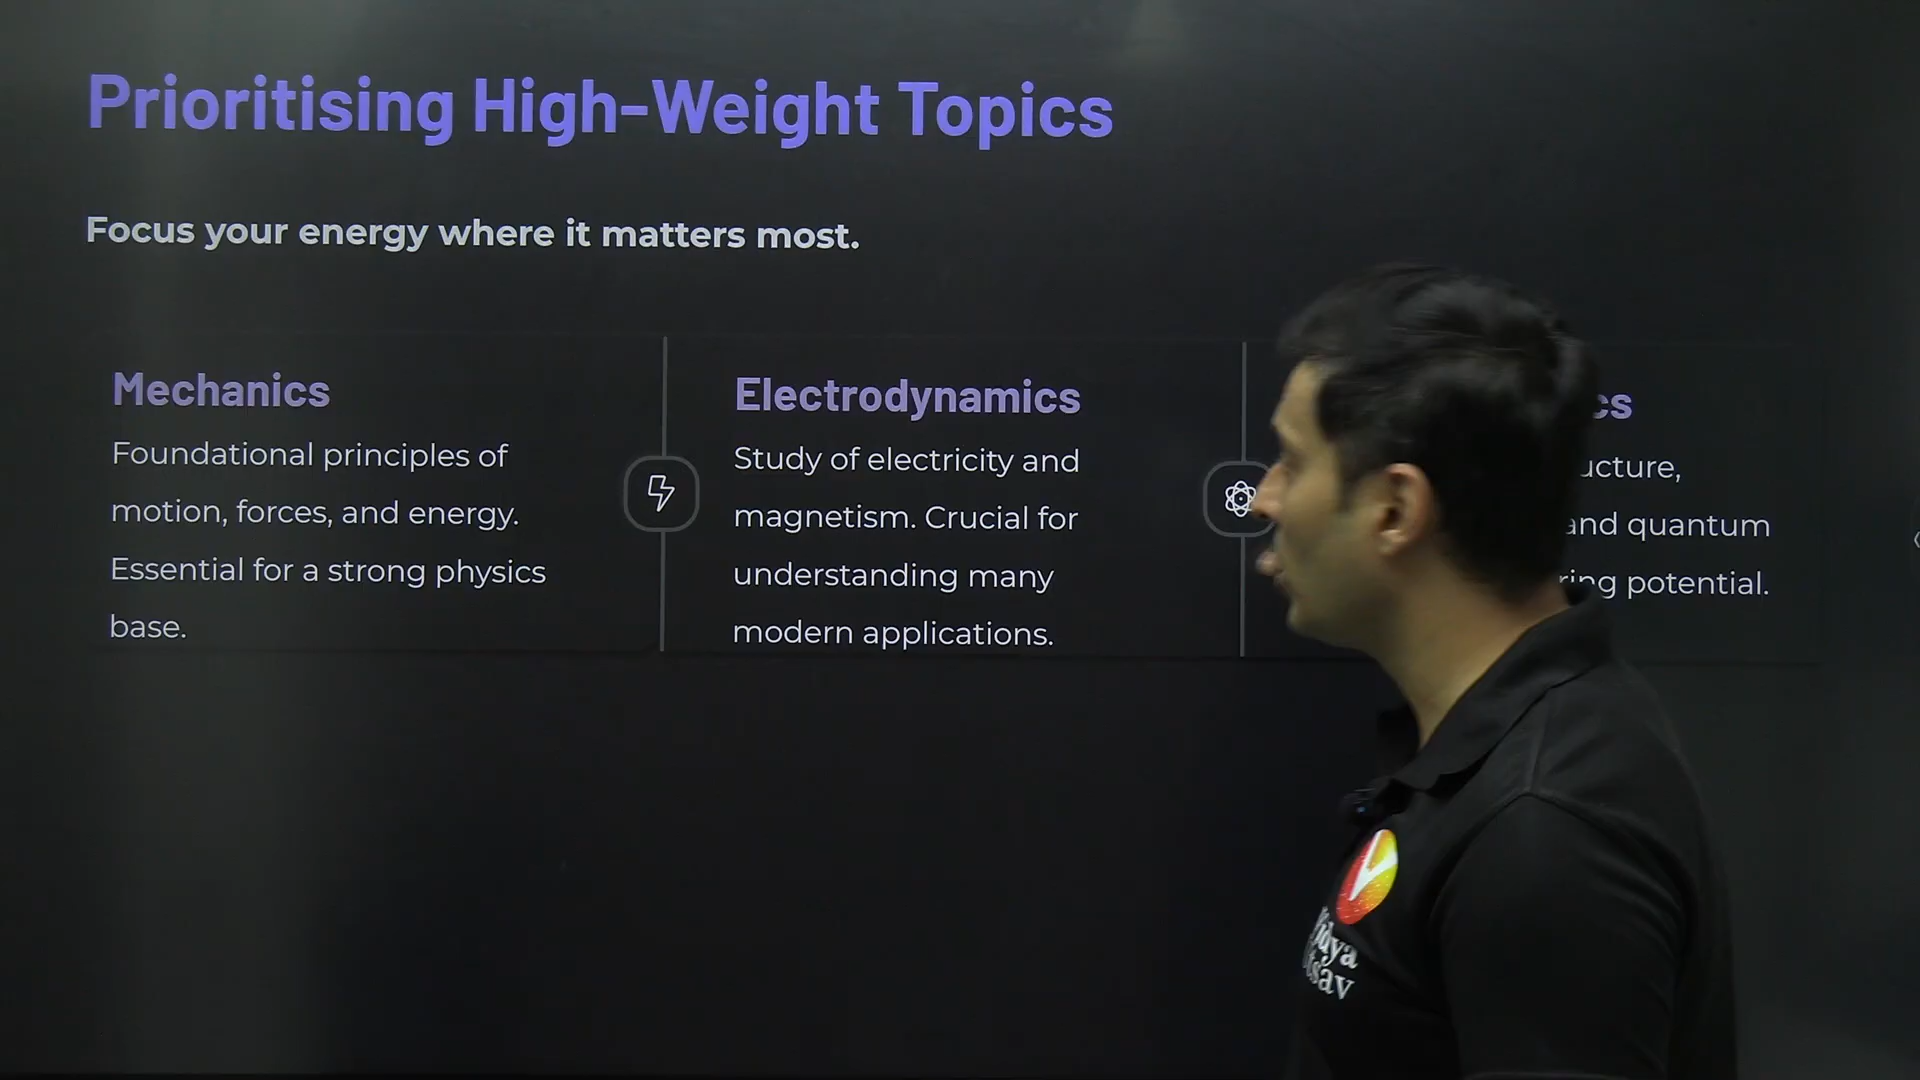 Prioritising High-Weight Topics
Focus your energy where it matters most.
Mechanics
Foundational principles of
motion, forces, and energy.
Essential for a strong physics
base.
Electrodynamics
Study of electricity and
magnetism. Crucial for
understanding many
modern applications.
and quantum
potential.